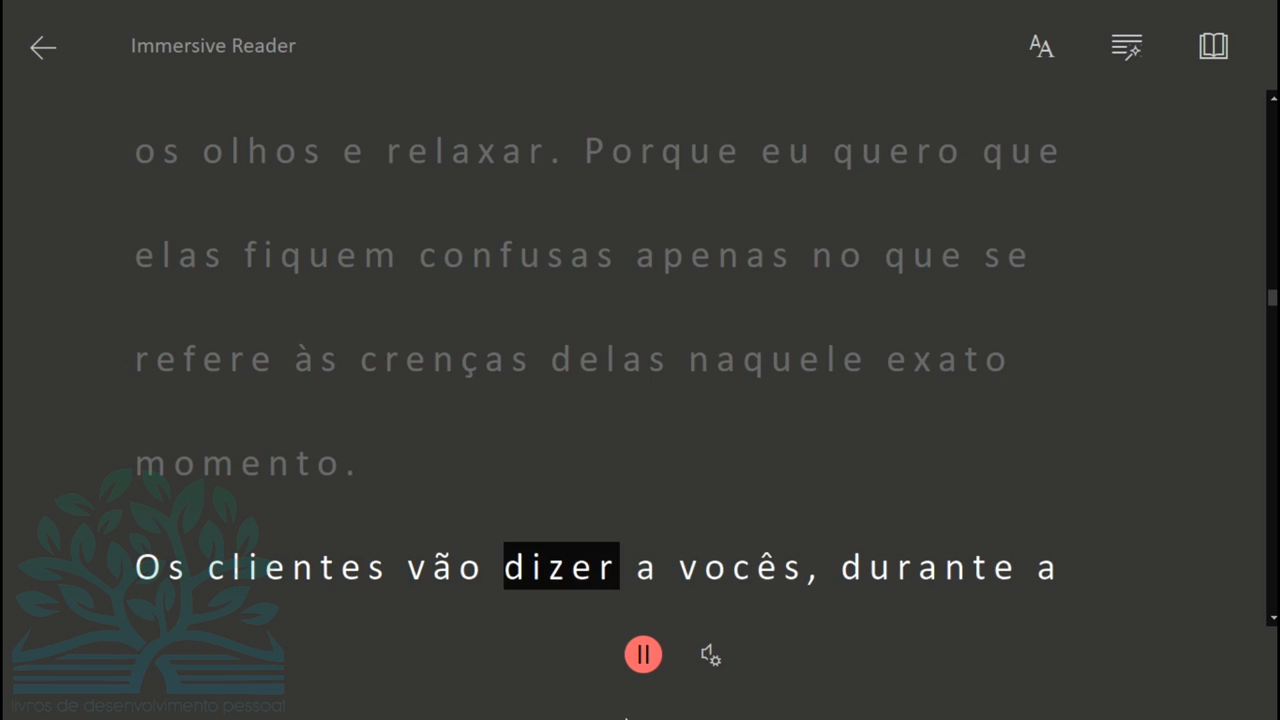 Immersive Reader
os olhos e relaxar. Porque eu quero que
elas fiquem confusas apenas no que se
refere às crenças delas naquele exato
momento.
Os clientes vão dizer a vocês, durante a
livros de desenvolvimento pessoal